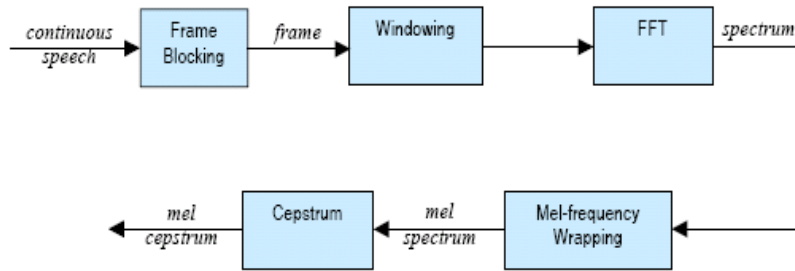 continuous
speech
Frame
Blocking
frame
Windowing
FFT
spectrum
mel
cepstrum
Cepstrum
mel
spectrum
Mel-frequency
Wrapping